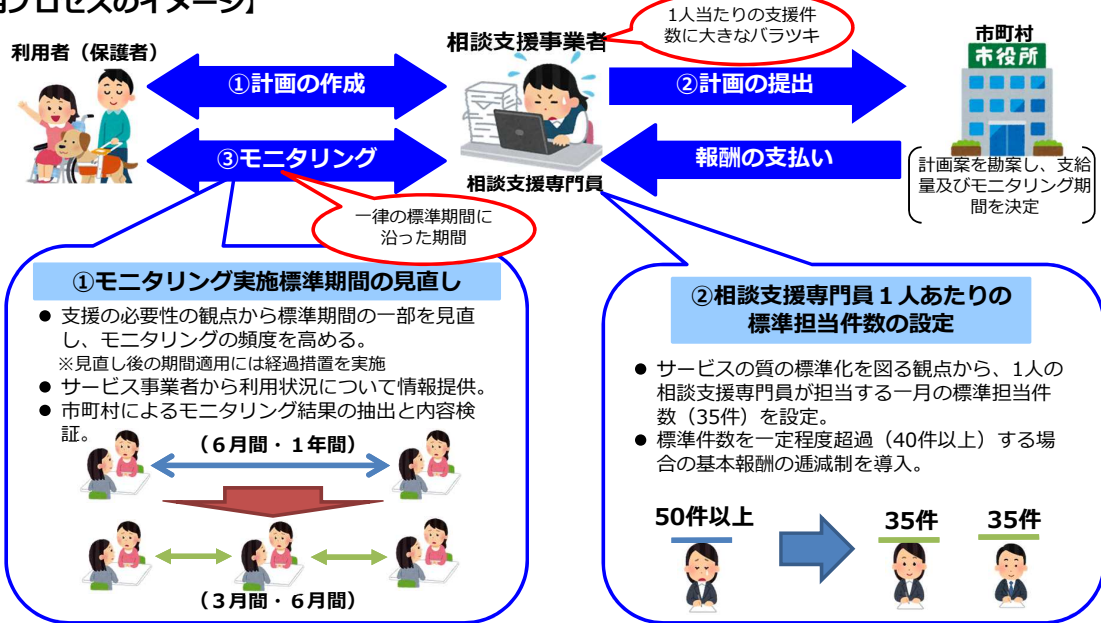 プロセスのイメージ】
1人当たりの支援件
数に大きなバラツキ
利用者（保護者）
相談支援事業者
市町村
市役所
①計画の作成
②計画の提出
③モニタリング
報酬の支払い
相談支援専門員
計画案を勘案し、支給
量及びモニタリング期
間を決定
一律の標準期間に
沿った期間
①モニタリング実施標準期間の見直し
● 支援の必要性の観点から標準期間の一部を見直
し、モニタリングの頻度を高める。
※見直し後の期間適用には経過措置を実施
● サービス事業者から利用状況について情報提供。
● 市町村によるモニタリング結果の抽出と内容検
証。
（６月間・１年間）
（３月間・６月間）
②相談支援専門員１人あたりの
標準担当件数の設定
● サービスの質の標準化を図る観点から、1人の
相談支援専門員が担当する一月の標準担当件
数（35件）を設定。
● 標準件数を一定程度超過（40件以上）する場
合の基本報酬の逓減制を導入。
50件以上
35件
35件